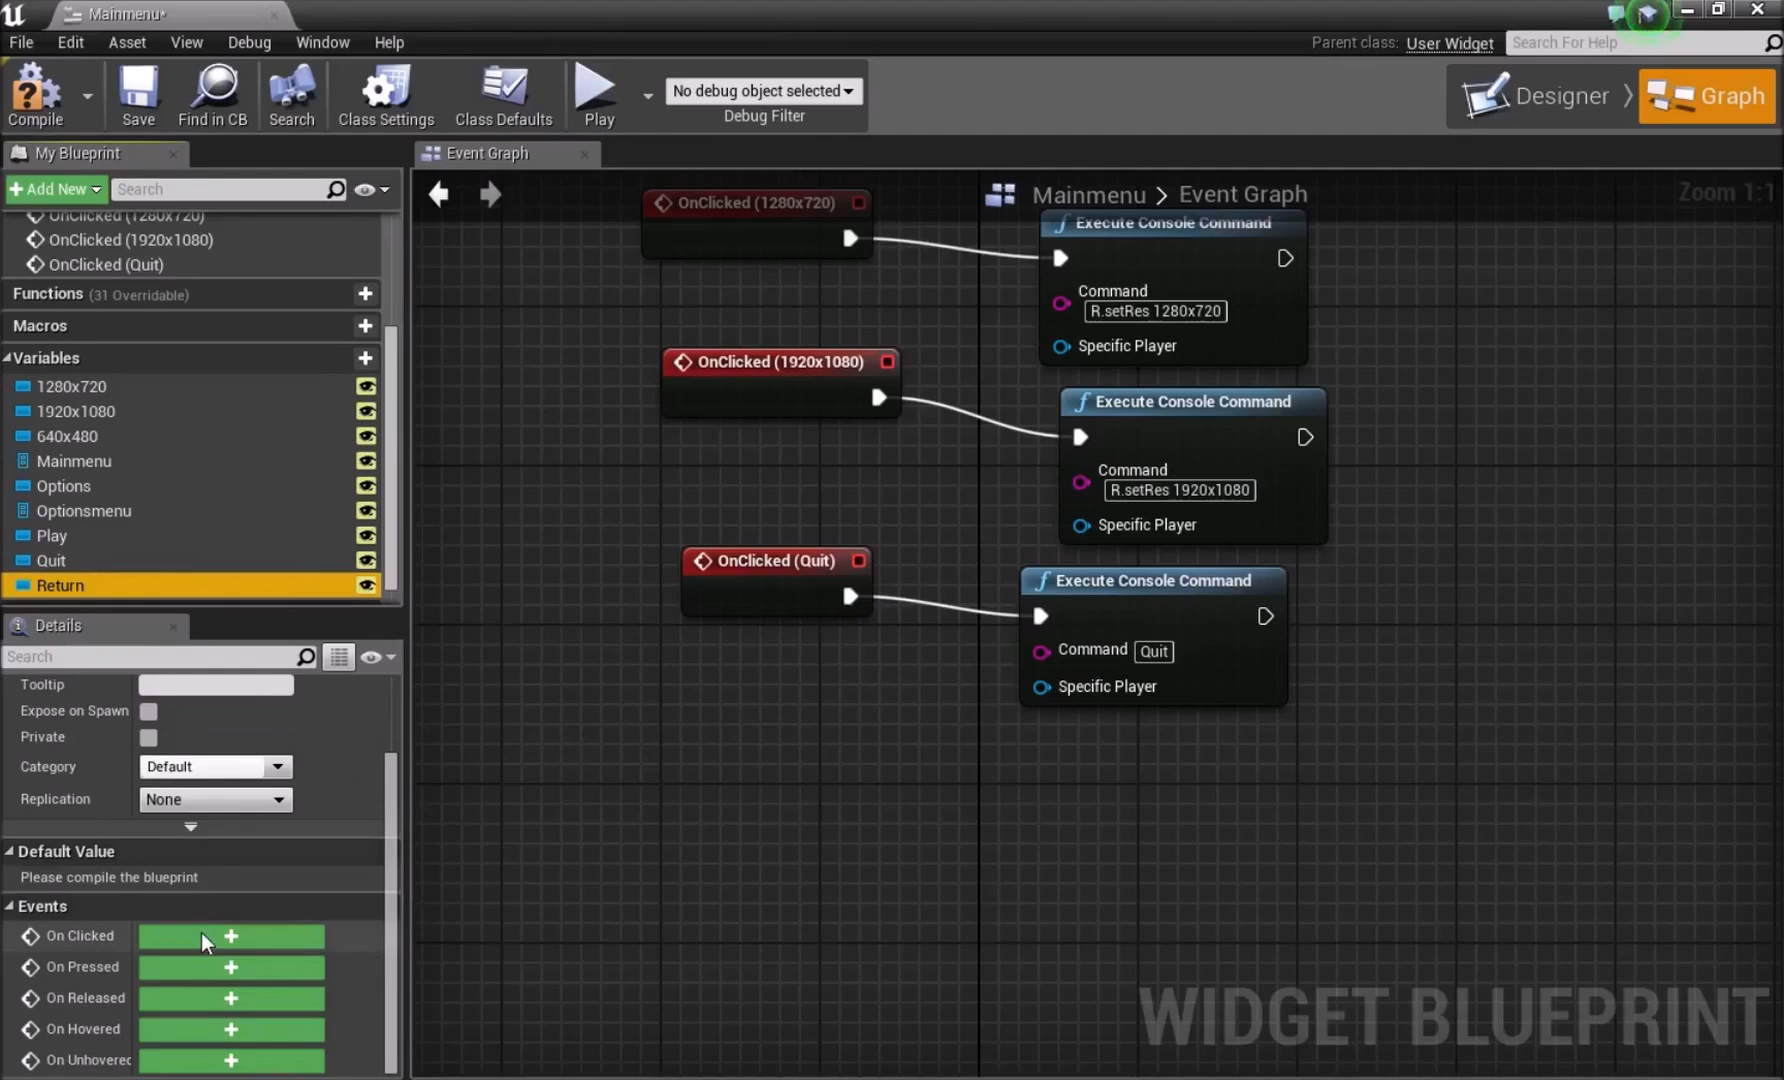 Mainmenu*
File Edit Asset View Debug Window Help
Parent class: User Widget Search For Help
Compile Save Find in CB Search Class Settings Class Defaults Play
No debug object selected
Debug Filter
Designer Graph
My Blueprint
Add New Search
OnClicked (1280x720)
OnClicked (1920x1080)
OnClicked (Quit)
Functions (31 Overridable)
Macros
Variables
1280x720
1920x1080
640x480
Mainmenu
Options
Optionsmenu
Play
Quit
Return
Details
Search
Tooltip
Expose on Spawn
Private
Category Default
Replication None
Default Value
Please compile the blueprint
Events
On Clicked
On Pressed
On Released
On Hovered
On Unhovered
Event Graph
Mainmenu > Event Graph
Zoom 1:1
OnClicked (1280x720)
Execute Console Command
Command
R.setRes 1280x720
Specific Player
OnClicked (1920x1080)
Execute Console Command
Command
R.setRes 1920x1080
Specific Player
OnClicked (Quit)
Execute Console Command
Command Quit
Specific Player
WIDGET BLUEPRINT